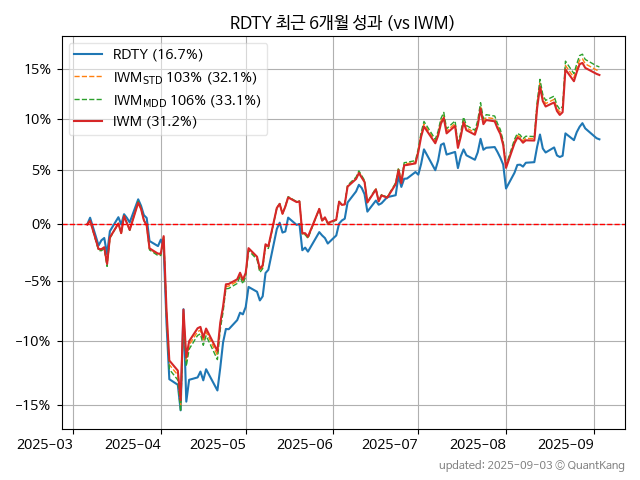 RDTY 최근 6개월 성과 (vs IWM)
RDTY (16.7%)
IWM_STD 103% (32.1%)
IWM_MDD 106% (33.1%)
IWM (31.2%)
15%
10%
5%
0%
−5%
−10%
−15%
2025-03
2025-04
2025-05
2025-06
2025-07
2025-08
2025-09
updated: 2025-09-03 © QuantKang